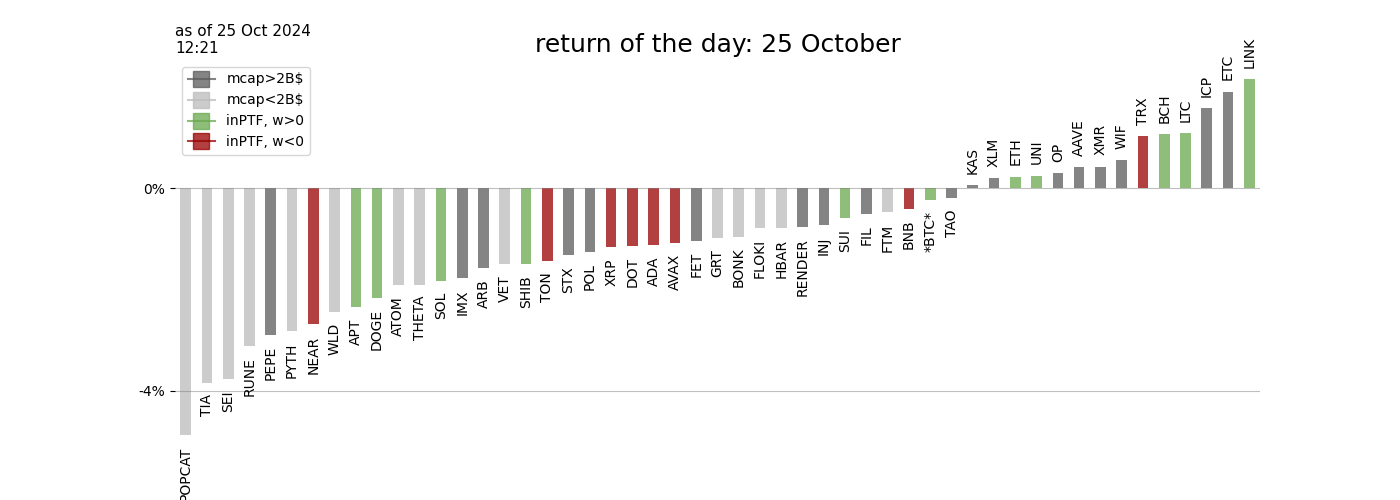 as of 25 Oct 2024
12:21
return of the day: 25 October
mcap>2B$
mcap<2B$
inPTF, w>0
inPTF, w<0
0%
-4%
POPCAT
TIA
SEI
RUNE
PEPE
PYTH
NEAR
WLD
APT
DOGE
ATOM
THETA
SOL
IMX
ARB
VET
SHIB
TON
STX
POL
XRP
DOT
ADA
AVAX
FET
GRT
BONK
FLOKI
HBAR
RENDER
INJ
SUI
FIL
FTM
BNB
*BTC*
TAO
KAS
XLM
ETH
UNI
OP
AAVE
XMR
WIF
TRX
BCH
LTC
ICP
ETC
LINK